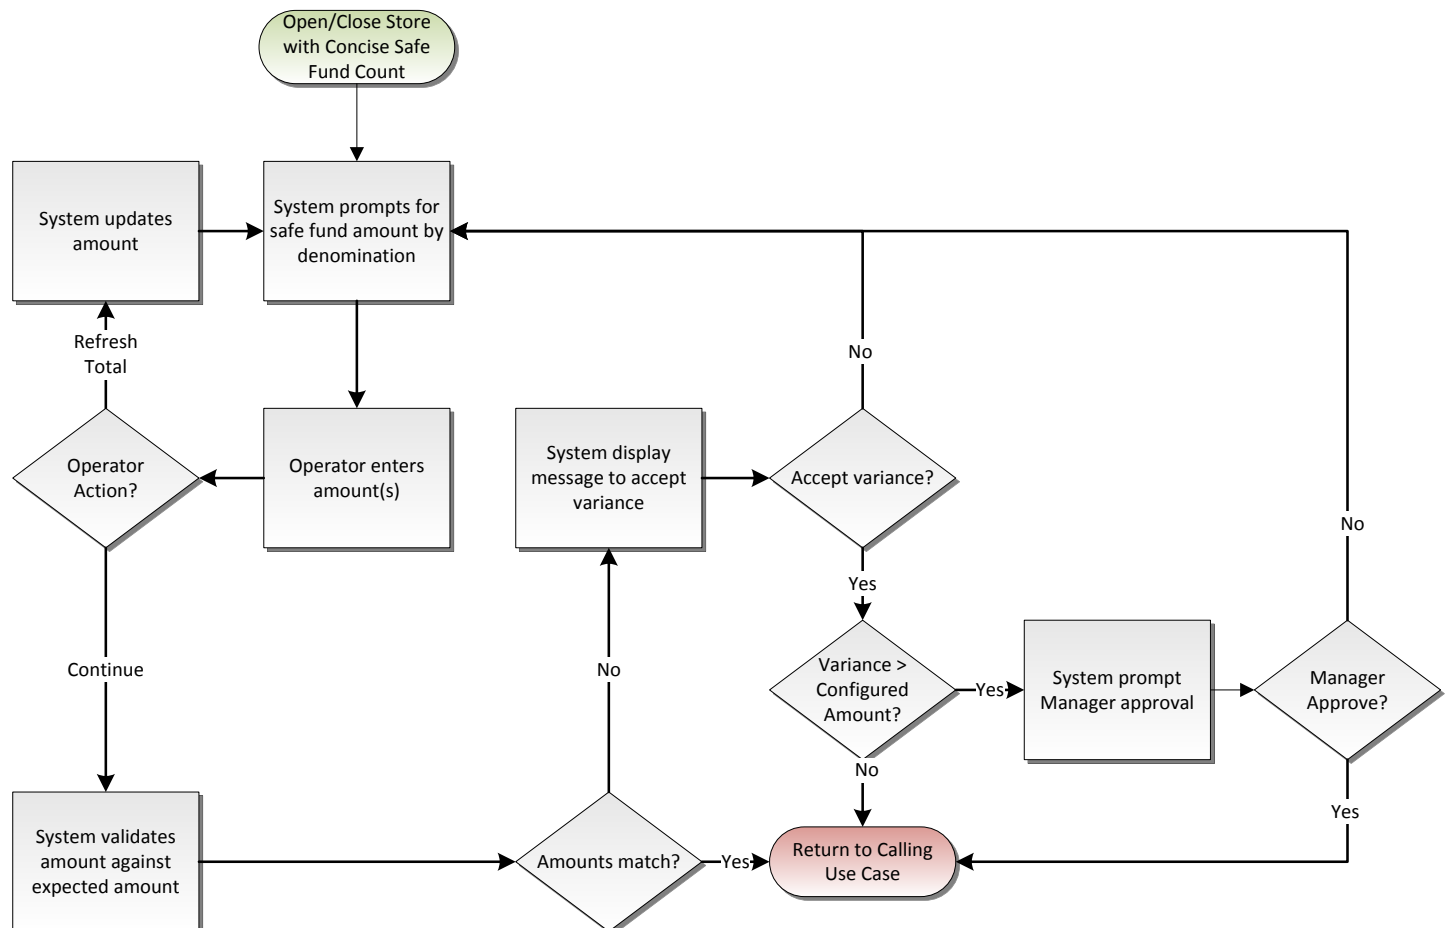 Open/Close Store
with Concise Safe
Fund Count
System updates
amount
System prompts for
safe fund amount by
denomination
Refresh
Total
No
Operator
Action?
Operator enters
amount(s)
System display
message to accept
variance
Accept variance?
No
Yes
Continue
No
Variance >
Configured
Amount?
Yes
System prompt
Manager approval
Manager
Approve?
No
Yes
System validates
amount against
expected amount
Amounts match?
Yes
Return to Calling
Use Case